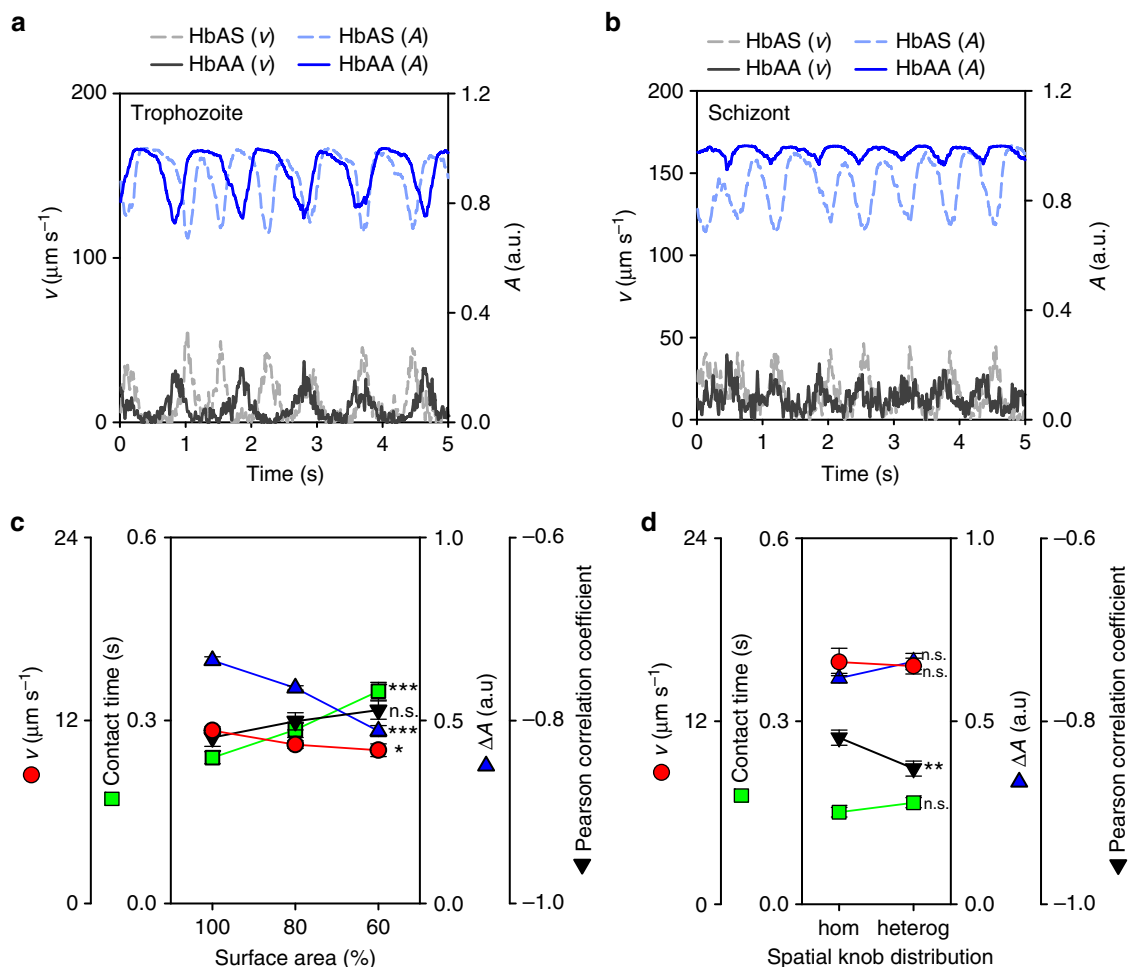 a
HbAS (v) HbAS (A)
HbAA (v) HbAA (A)
200
150
100
50
0
v (μm s−1)
Trophozoite
1.2
0.8
0.4
0.0
A (a.u.)
0 1 2 3 4 5
Time (s)
b
HbAS (v) HbAS (A)
HbAA (v) HbAA (A)
200
150
100
50
0
v (μm s−1)
Schizont
1.2
0.8
0.4
0.0
A (a.u.)
0 1 2 3 4 5
Time (s)
c
24
12
0
v (μm s−1)
0.6
0.3
0.0
Contact time (s)
***
n.s.
***
*
1.0
0.5
0.0
ΔA (a.u)
−0.6
−0.8
−1.0
Pearson correlation coefficient
100 80 60
Surface area (%)
d
24
12
0
v (μm s−1)
0.6
0.3
0.0
Contact time (s)
n.s.
n.s.
**
n.s.
1.0
0.5
0.0
ΔA (a.u)
−0.6
−0.8
−1.0
Pearson correlation coefficient
hom heterog
Spatial knob distribution